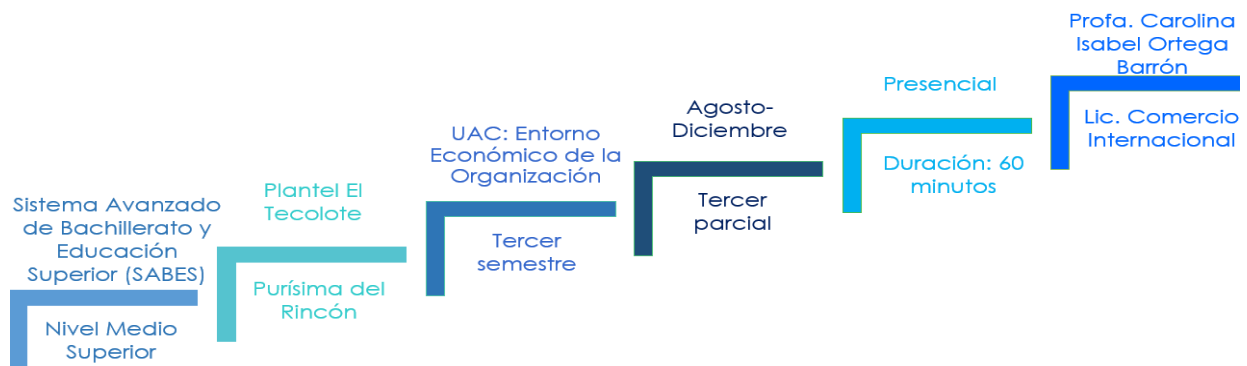 Sistema Avanzado
de Bachillerato y
Educación
Superior (SABES)
Nivel Medio
Superior
Plantel El
Tecolote
Purísima del
Rincón
UAC: Entorno
Económico de la
Organización
Tercer
semestre
Agosto-
Diciembre
Tercer
parcial
Presencial
Duración: 60
minutos
Profa. Carolina
Isabel Ortega
Barrón
Lic. Comercio
Internacional